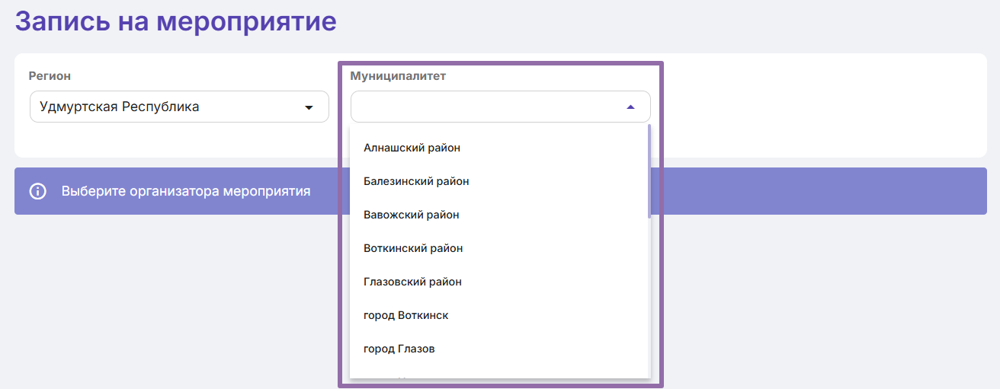 Запись на мероприятие
Регион
Муниципалитет
Удмуртская Республика
Алнашский район
Балезинский район
Выберите организатора мероприятия
Вавожский район
Воткинский район
Глазовский район
город Воткинск
город Глазов